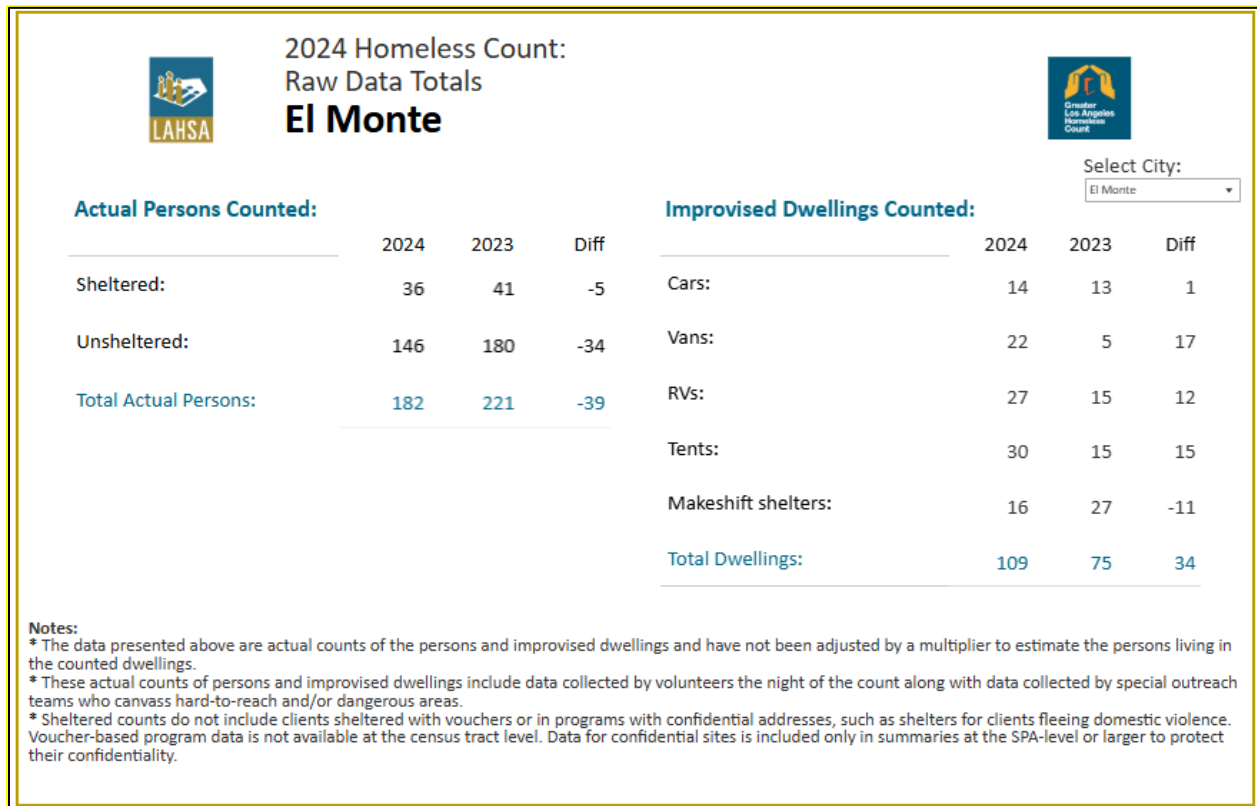 2024 Homeless Count:
Raw Data Totals
El Monte
LAHSA
Greater
Los Angeles
Homeless
Count
Select City:
El Monte
Actual Persons Counted:
2024 2023 Diff
Sheltered: 36 41 -5
Unsheltered: 146 180 -34
Total Actual Persons: 182 221 -39
Improvised Dwellings Counted:
2024 2023 Diff
Cars: 14 13 1
Vans: 22 5 17
RVs: 27 15 12
Tents: 30 15 15
Makeshift shelters: 16 27 -11
Total Dwellings: 109 75 34
Notes:
* The data presented above are actual counts of the persons and improvised dwellings and have not been adjusted by a multiplier to estimate the persons living in
the counted dwellings.
* These actual counts of persons and improvised dwellings include data collected by volunteers the night of the count along with data collected by special outreach
teams who canvass hard-to-reach and/or dangerous areas.
* Sheltered counts do not include clients sheltered with vouchers or in programs with confidential addresses, such as shelters for clients fleeing domestic violence.
Voucher-based program data is not available at the census tract level. Data for confidential sites is included only in summaries at the SPA-level or larger to protect
their confidentiality.